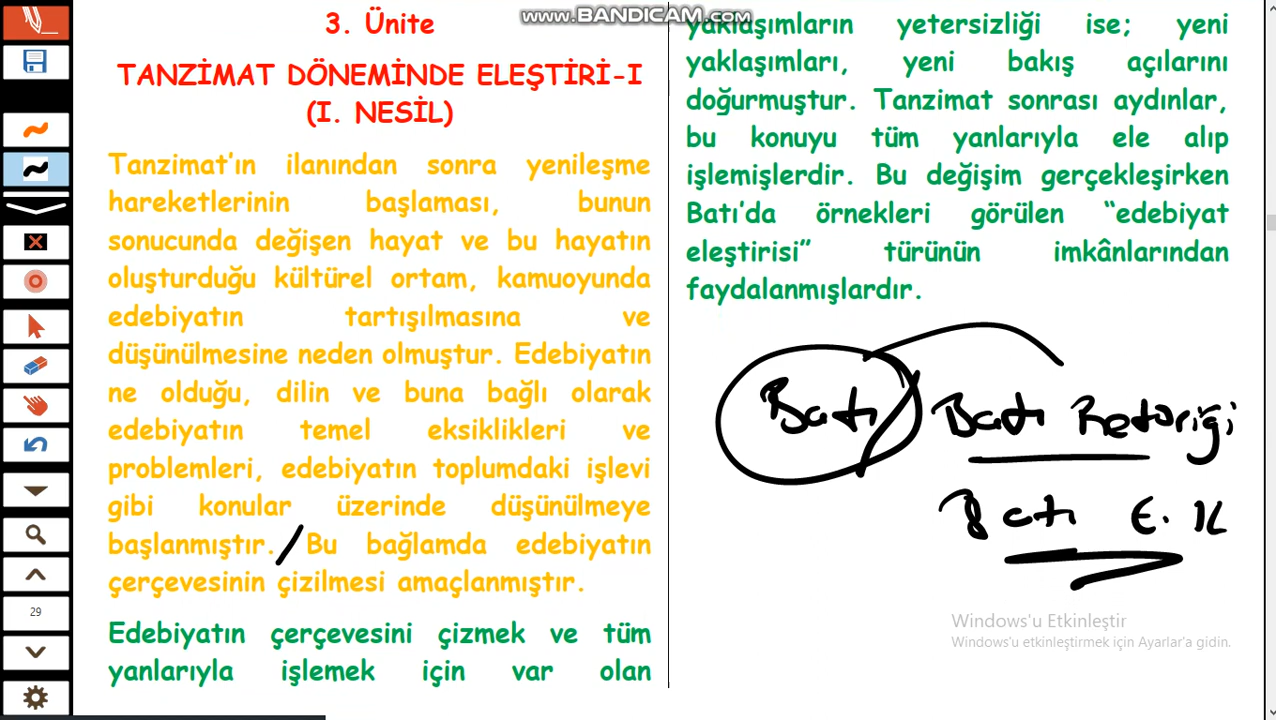 www.BANDICAM.com
3. Ünite
TANZİMAT DÖNEMİNDE ELEŞTİRİ-I
(I. NESİL)
Tanzimat’ın ilanından sonra yenileşme
hareketlerinin başlaması, bunun
sonucunda değişen hayat ve bu hayatın
oluşturduğu kültürel ortam, kamuoyunda
edebiyatın tartışılmasına ve
düşünülmesine neden olmuştur. Edebiyatın
ne olduğu, dilin ve buna bağlı olarak
edebiyatın temel eksiklikleri ve
problemleri, edebiyatın toplumdaki işlevi
gibi konular üzerinde düşünülmeye
başlanmıştır. Bu bağlamda edebiyatın
çerçevesinin çizilmesi amaçlanmıştır.
Edebiyatın çerçevesini çizmek ve tüm
yanlarıyla işlemek için var olan
yaklaşımların yetersizliği ise; yeni
yaklaşımları, yeni bakış açılarını
doğurmuştur. Tanzimat sonrası aydınlar,
bu konuyu tüm yanlarıyla ele alıp
işlemişlerdir. Bu değişim gerçekleşirken
Batı’da örnekleri görülen “edebiyat
eleştirisi” türünün imkânlarından
faydalanmışlardır.
Batı Batı Retoriği
Batı E. K
Windows'u Etkinleştir
Windows'u etkinleştirmek için Ayarlar'a gidin.
29